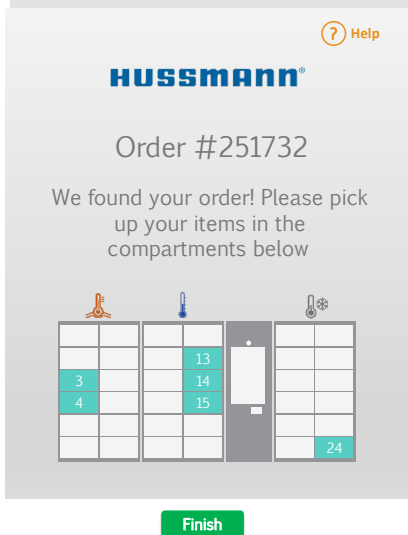 ? Help
HUSSMANN®
Order #251732
We found your order! Please pick
up your items in the
compartments below
13
3 14
4 15
24
Finish